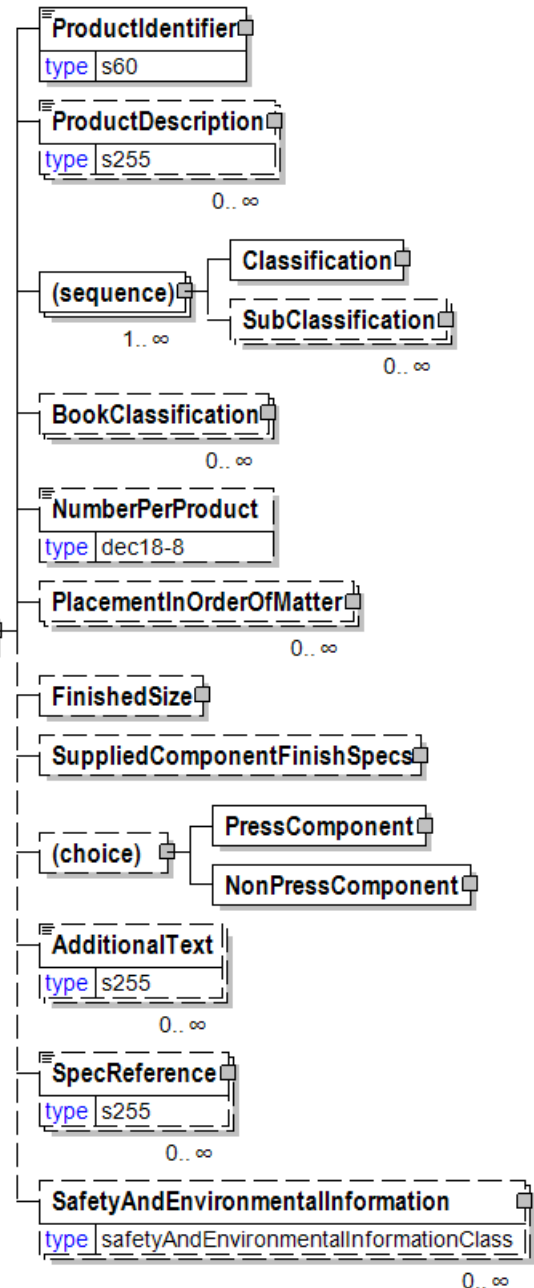 ProductIdentifier
type s60
ProductDescription
type s255
0.. ∞
Classification
(sequence)
SubClassification
1.. ∞
0.. ∞
BookClassification
0.. ∞
NumberPerProduct
type dec18-8
PlacementInOrderOfMatter
0.. ∞
FinishedSize
SuppliedComponentFinishSpecs
PressComponent
(choice)
NonPressComponent
AdditionalText
type s255
0.. ∞
SpecReference
type s255
0.. ∞
SafetyAndEnvironmentalInformation
type safetyAndEnvironmentalInformationClass
0.. ∞